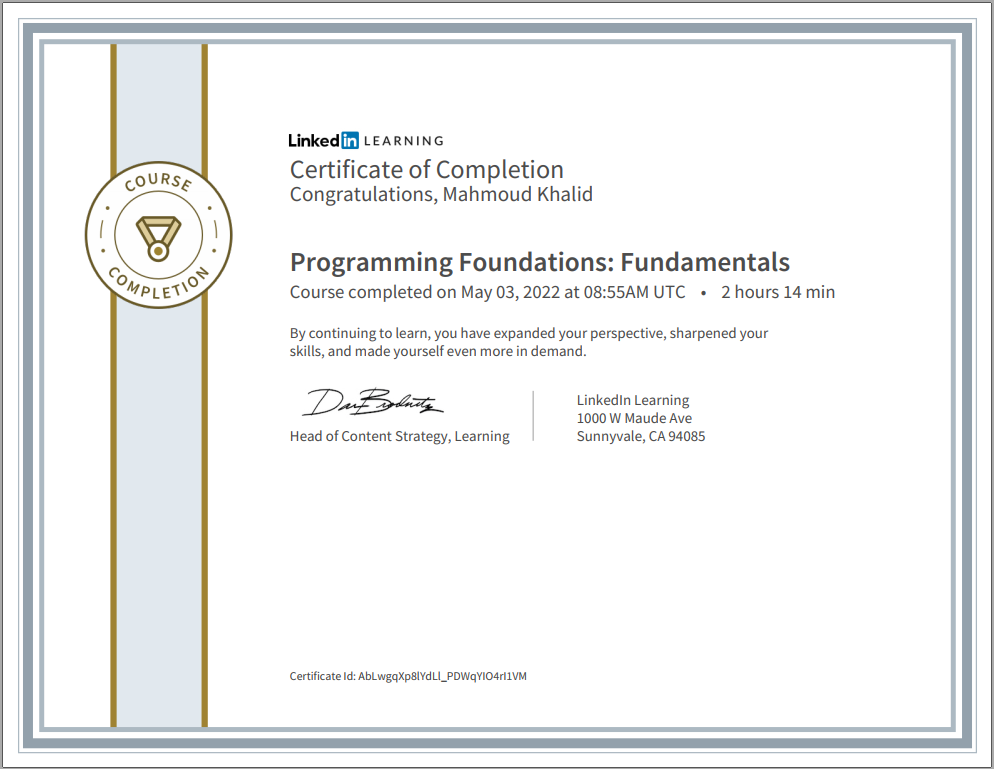 COURSE
COMPLETION
Linked in LEARNING
Certificate of Completion
Congratulations, Mahmoud Khalid
Programming Foundations: Fundamentals
Course completed on May 03, 2022 at 08:55AM UTC • 2 hours 14 min
By continuing to learn, you have expanded your perspective, sharpened your
skills, and made yourself even more in demand.
Head of Content Strategy, Learning
LinkedIn Learning
1000 W Maude Ave
Sunnyvale, CA 94085
Certificate Id: AbLwgqXp8lYdLl_PDWqYIO4rI1VM